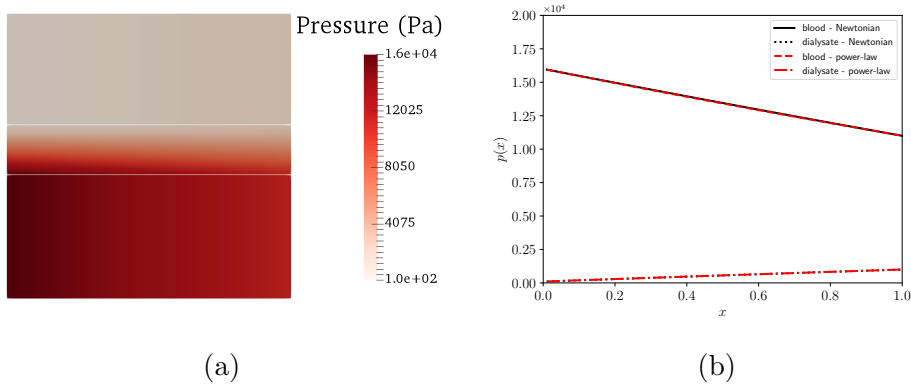 Pressure (Pa)
1.6e+04
12025
8050
4075
1.0e+02
(a)
×10⁴
2.00
1.75
1.50
1.25
1.00
0.75
0.50
0.25
0.00
p(x)
0.0 0.2 0.4 0.6 0.8 1.0
x
blood - Newtonian
dialysate - Newtonian
blood - power-law
dialysate - power-law
(b)